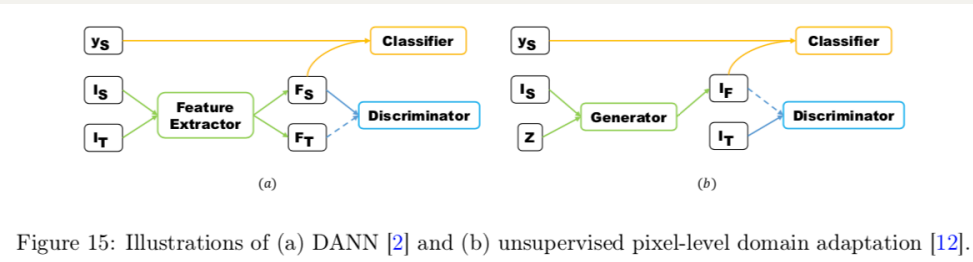 yS
Classifier
IS
Feature
Extractor
FS
IT
FT
Discriminator
(a)
yS
Classifier
IS
Generator
IF
z
IT
Discriminator
(b)
Figure 15: Illustrations of (a) DANN [2] and (b) unsupervised pixel-level domain adaptation [12].